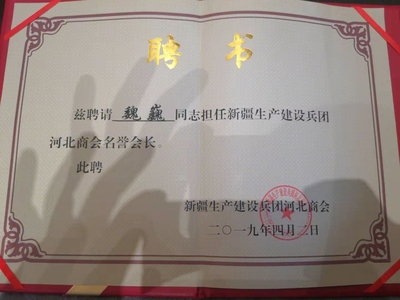 聘书
兹聘请 魏巍 同志担任新疆生产建设兵团
河北商会名誉会长。
此聘
新疆生产建设兵团河北商会
二〇一九年四月二日